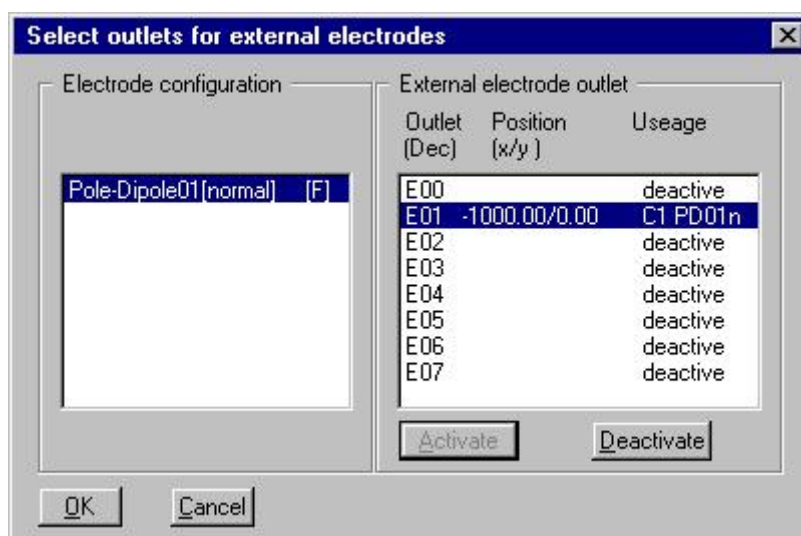 Select outlets for external electrodes
Electrode configuration
Pole-Dipole01[normal] [F]
External electrode outlet
Outlet Position Useage
(Dec) (x/y )
E00 deactive
E01 -1000.00/0.00 C1 PD01n
E02 deactive
E03 deactive
E04 deactive
E05 deactive
E06 deactive
E07 deactive
Activate Deactivate
OK Cancel